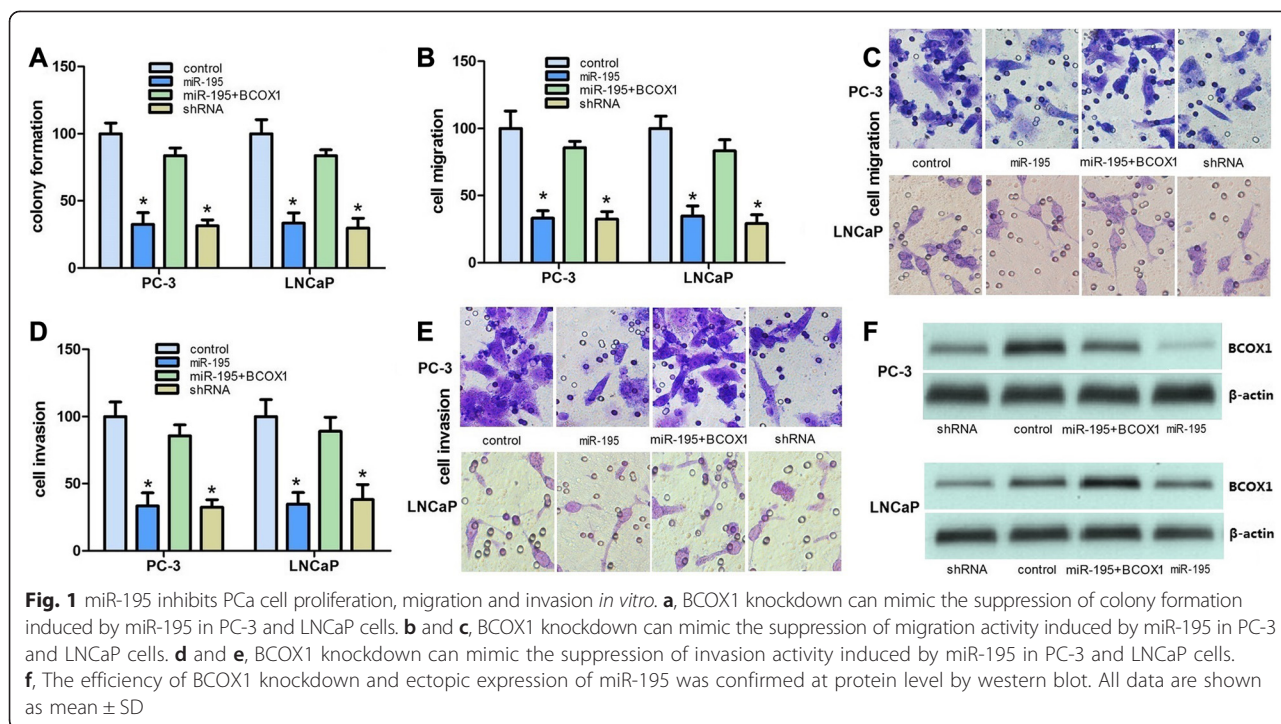 A
150
100
50
0
colony formation
control
miR-195
miR-195+BCOX1
shRNA
* * * *
PC-3 LNCaP
B
150
100
50
0
cell migration
control
miR-195
miR-195+BCOX1
shRNA
* * * *
PC-3 LNCaP
C
cell migration
PC-3
control miR-195 miR-195+BCOX1 shRNA
LNCaP
D
150
100
50
0
cell invasion
control
miR-195
miR-195+BCOX1
shRNA
* * * *
PC-3 LNCaP
E
cell invasion
PC-3
control miR-195 miR-195+BCOX1 shRNA
LNCaP
F
PC-3
BCOX1
β-actin
shRNA control miR-195+BCOX1 miR-195
LNCaP
BCOX1
β-actin
shRNA control miR-195+BCOX1 miR-195
Fig. 1 miR-195 inhibits PCa cell proliferation, migration and invasion in vitro. a, BCOX1 knockdown can mimic the suppression of colony formation
induced by miR-195 in PC-3 and LNCaP cells. b and c, BCOX1 knockdown can mimic the suppression of migration activity induced by miR-195 in PC-3
and LNCaP cells. d and e, BCOX1 knockdown can mimic the suppression of invasion activity induced by miR-195 in PC-3 and LNCaP cells.
f, The efficiency of BCOX1 knockdown and ectopic expression of miR-195 was confirmed at protein level by western blot. All data are shown
as mean ± SD